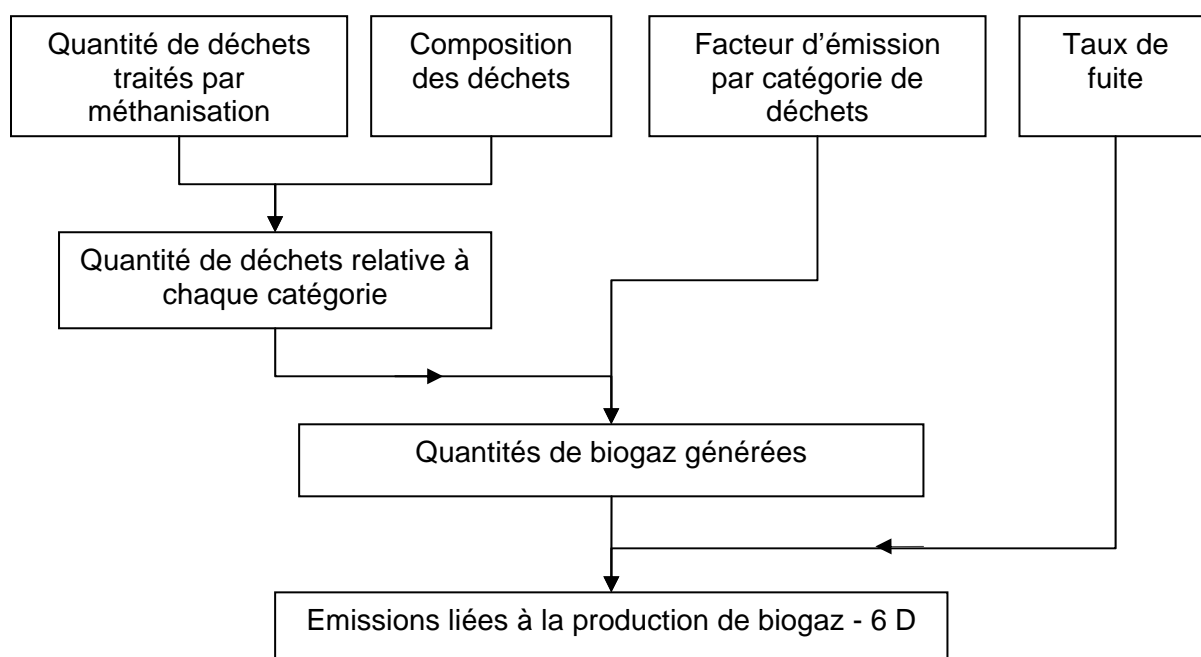 Quantité de déchets
traités par
méthanisation
Composition
des déchets
Facteur d'émission
par catégorie de
déchets
Taux de
fuite
Quantité de déchets relative à
chaque catégorie
Quantités de biogaz générées
Emissions liées à la production de biogaz - 6 D